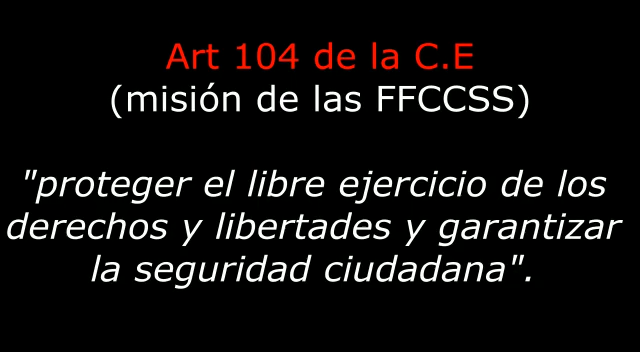 Art 104 de la C.E
(misión de las FFCCSS)
"proteger el libre ejercicio de los
derechos y libertades y garantizar
la seguridad ciudadana".